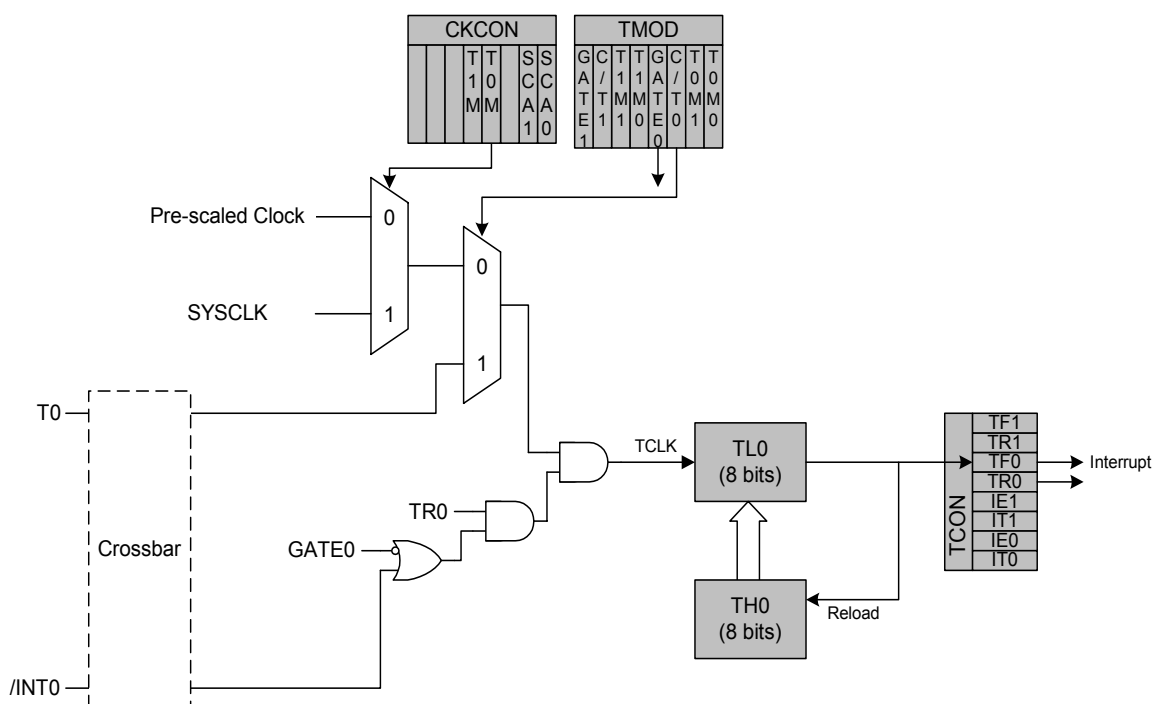 CKCON
T1M
T0M
SCA1
SCA0
TMOD
GATE1
C/T1
T1M1
T1M0
GATE0
C/T0
T0M1
T0M0
Pre-scaled Clock
0
SYSCLK
1
0
1
T0
Crossbar
/INT0
TR0
GATE0
TCLK
TL0
(8 bits)
TH0
(8 bits)
Reload
TCON
TF1
TR1
TF0
TR0
IE1
IT1
IE0
IT0
Interrupt